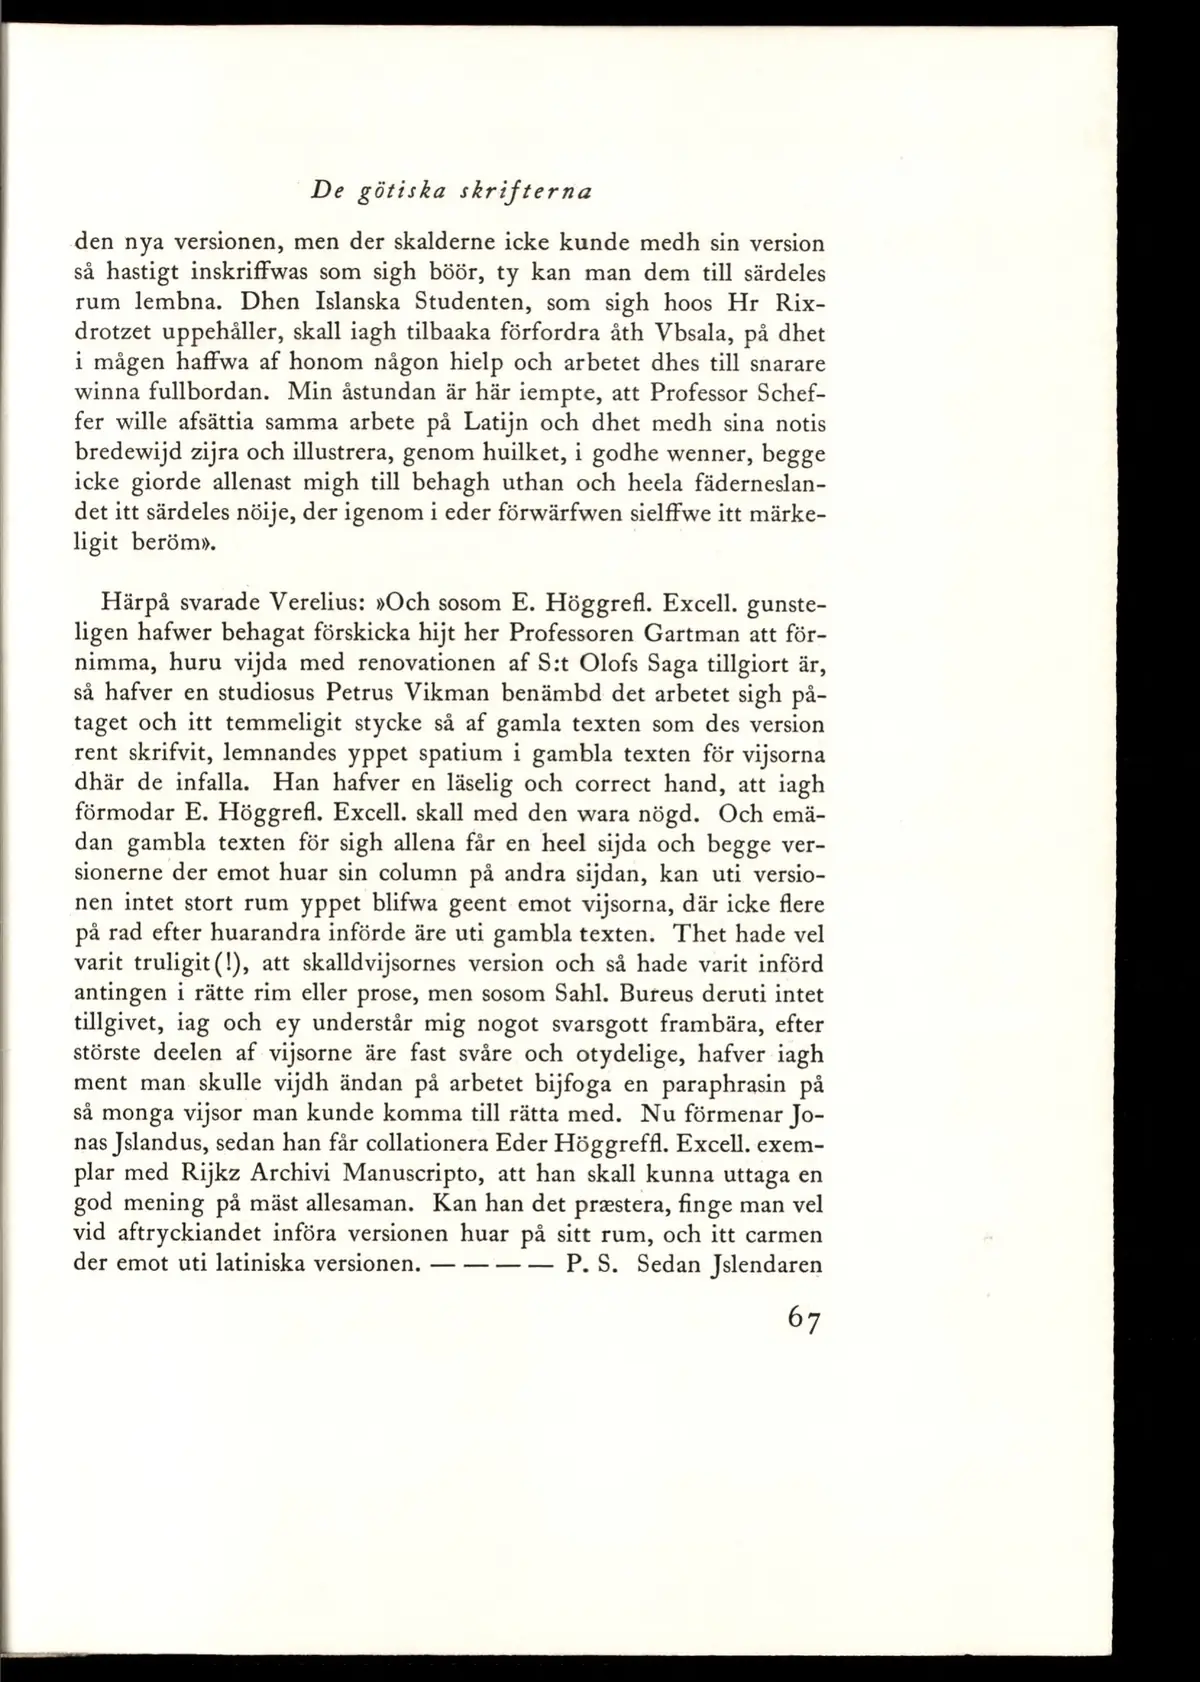 De götiska skrifterna
den nya versionen, men der skalderne icke kunde medh sin version
så hastigt inskriffwas som sigh böör, ty kan man dem till särdeles
rum lembna. Dhen Islanska Studenten, som sigh hoos Hr Rix-
drotzet uppehåller, skall iagh tilbaaka förfordra åth Vbsala, på dhet
i mågen haffwa af honom någon hielp och arbetet dhes till snarare
winna fullbordan. Min åstundan är här iempte, att Professor Schef-
fer wille afsättia samma arbete på Latijn och dhet medh sina notis
bredewijd zijra och illustrera, genom huilket, i godhe wenner, begge
icke giorde allenast migh till behagh uthan och heela fäderneslan-
det itt särdeles nöije, der igenom i eder förwärfwen sielffwe itt märke-
ligit beröm».
Härpå svarade Verelius: »Och sosom E. Höggrefl. Excell. gunste-
ligen hafwer behagat förskicka hijt her Professoren Gartman att för-
nimma, huru vijda med renovationen af S:t Olofs Saga tillgiort är,
så hafver en studiosus Petrus Vikman benämbd det arbetet sigh på-
taget och itt temmeligit stycke så af gamla texten som des version
rent skrifvit, lemnandes yppet spatium i gambla texten för vijsorna
dhär de infalla. Han hafver en läselig och correct hand, att iagh
förmodar E. Höggrefl. Excell. skall med den wara nögd. Och emä-
dan gambla texten för sigh allena får en heel sijda och begge ver-
sionerne der emot huar sin column på andra sijdan, kan uti versio-
nen intet stort rum yppet blifwa geent emot vijsorna, där icke flere
på rad efter huarandra införde äre uti gambla texten. Thet hade vel
varit truligit(!), att skalldvijsornes version och så hade varit införd
antingen i rätte rim eller prose, men sosom Sahl. Bureus deruti intet
tillgivet, iag och ey understår mig nogot svarsgott frambära, efter
störste deelen af vijsorne äre fast svåre och otydelige, hafver iagh
ment man skulle vijdh ändan på arbetet bijfoga en paraphrasin på
så monga vijsor man kunde komma till rätta med. Nu förmenar Jo-
nas Jslandus, sedan han får collationera Eder Höggreffl. Excell. exem-
plar med Rijkz Archivi Manuscripto, att han skall kunna uttaga en
god mening på mäst allesaman. Kan han det præstera, finge man vel
vid aftryckiandet införa versionen huar på sitt rum, och itt carmen
der emot uti latiniska versionen. — — — — P. S. Sedan Jslendaren
67